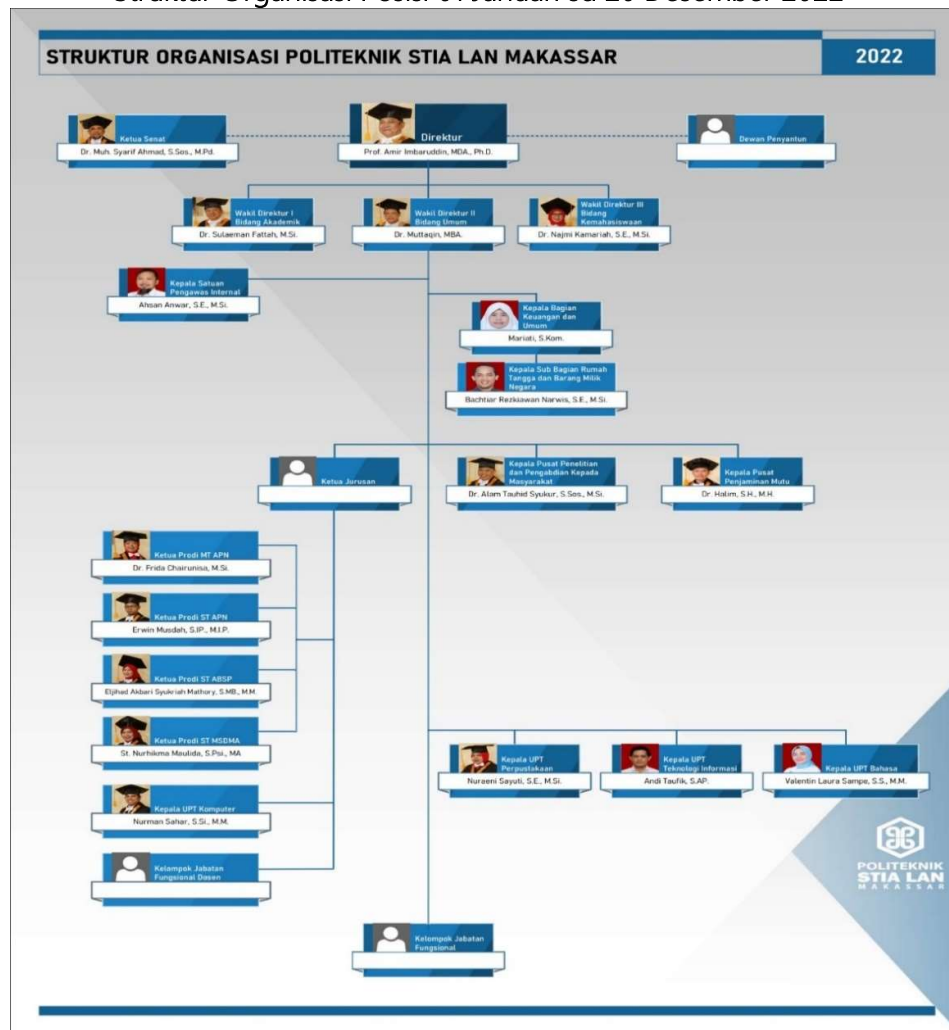 Struktur Organisasi Posisi 01Januari sd 20 Desember 2022
STRUKTUR ORGANISASI POLITEKNIK STIA LAN MAKASSAR
2022
Ketua Senat
Dr. Muh. Syarif Ahmad, S.Sos., M.Pd.
Direktur
Prof. Amir Imbaruddin, MDA., Ph.D.
Dewan Penyantun
Wakil Direktur I
Bidang Akademik
Dr. Sulaeman Fattah, M.Si.
Wakil Direktur II
Bidang Umum
Dr. Muttaqin, MBA.
Wakil Direktur III
Bidang
Kemahasiswaan
Dr. Najmi Kamariah, S.E., M.Si.
Kepala Satuan
Pengawas Internal
Ahsan Anwar, S.E., M.Si.
Kepala Bagian
Keuangan dan
Umum
Mariati, S.Kom.
Kepala Sub Bagian Rumah
Tangga dan Barang Milik
Negara
Bachtiar Rezkiawan Narwis, S.E., M.Si.
Ketua Jurusan
Kepala Pusat Penelitian
dan Pengabdian Kepada
Masyarakat
Dr. Alam Tauhid Syukur, S.Sos., M.Si.
Kepala Pusat
Penjaminan Mutu
Dr. Halim, S.H., M.H.
Ketua Prodi MT APN
Dr. Frida Chairunisa, M.Si.
Ketua Prodi ST APN
Erwin Musdah, S.IP., M.I.P.
Ketua Prodi ST ABSP
Eljihad Akbari Syukriah Mathory, S.MB., M.M.
Ketua Prodi ST MSDMA
St. Nurhikma Maulida, S.Psi., MA
Kepala UPT Komputer
Nurman Sahar, S.Si., M.M.
Kelompok Jabatan
Fungsional Dosen
Kepala UPT
Perpustakaan
Nuraeni Sayuti, S.E., M.Si.
Kepala UPT
Teknologi Informasi
Andi Taufik, S.AP.
Kepala UPT Bahasa
Valentin Laura Sampe, S.S., M.M.
POLITEKNIK
STIA LAN
MAKASSAR
Kelompok Jabatan
Fungsional